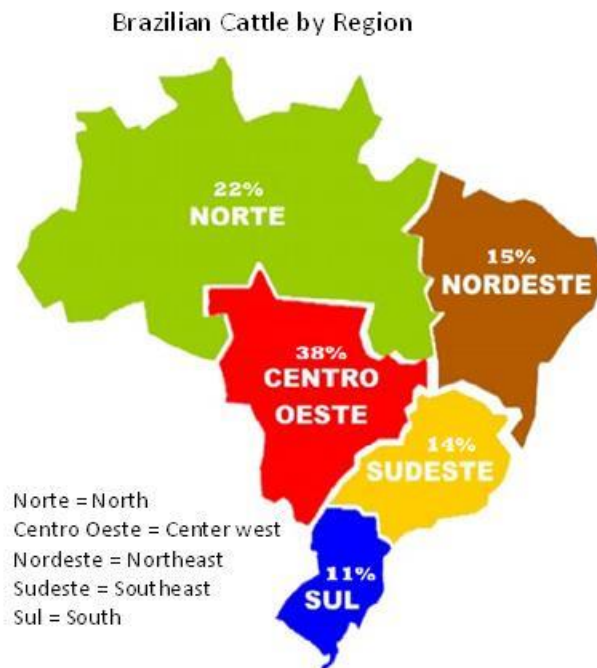 Brazilian Cattle by Region
22%
NORTE
15%
NORDESTE
38%
CENTRO
OESTE
14%
SUDESTE
Norte = North
Centro Oeste = Center west
Nordeste = Northeast
Sudeste = Southeast
Sul = South
11%
SUL